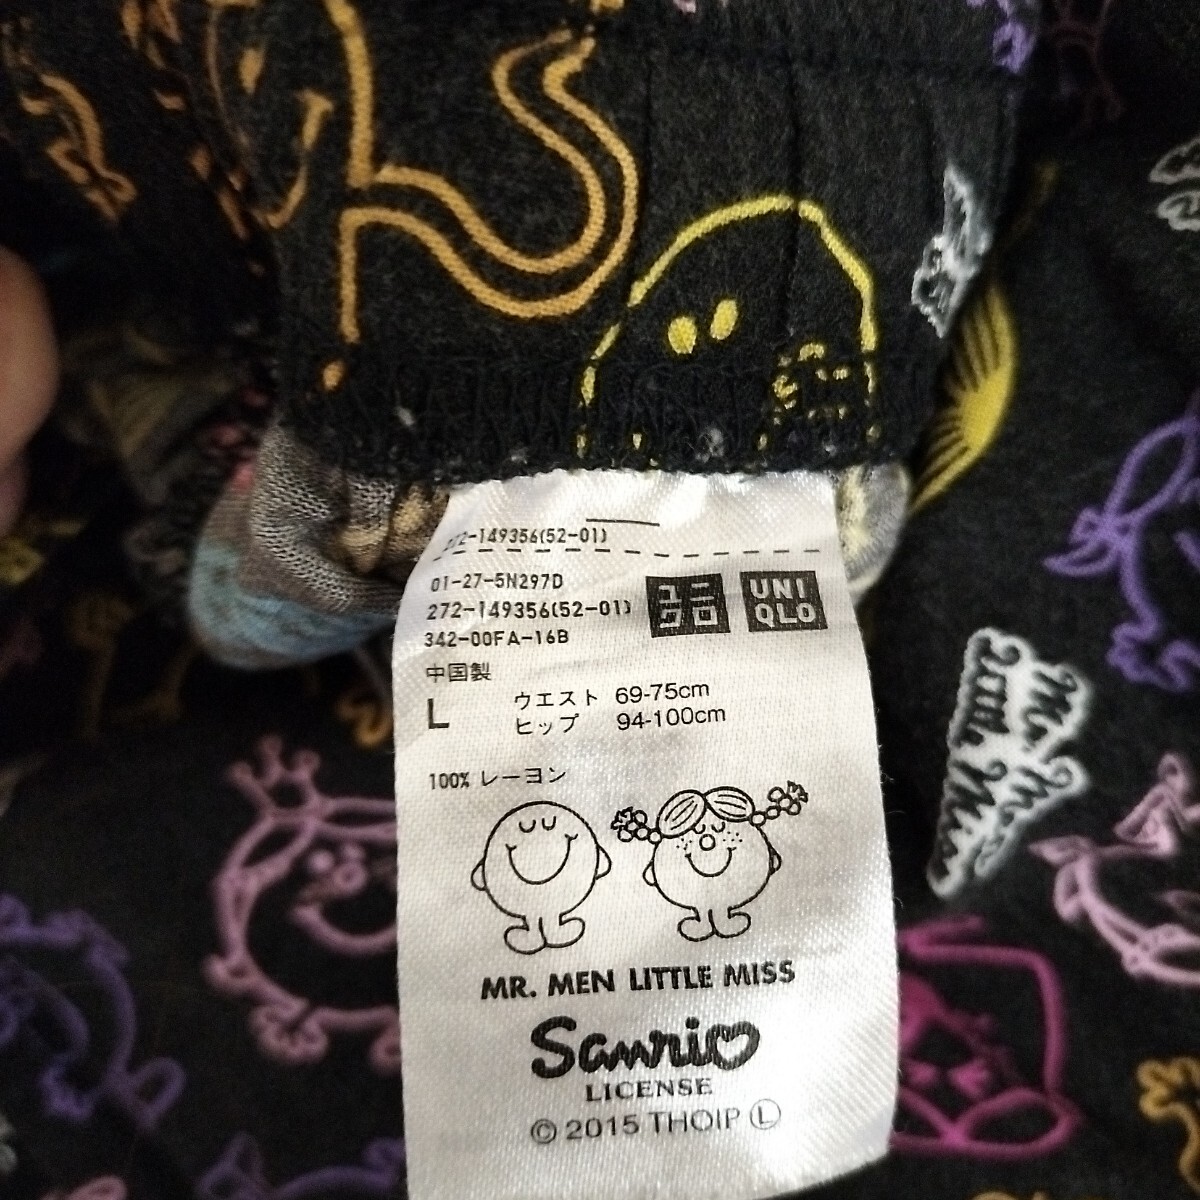 272-149356(52-01)
01-27-5N297D
272-149356(52-01)
342-00FA-16B
ユニクロ UNIQLO
中国製
L ウエスト 69-75cm
ヒップ 94-100cm
100% レーヨン
MR. MEN LITTLE MISS
Sanrio
LICENSE
© 2015 THOIP Ⓛ
Mr. Men
Little Miss